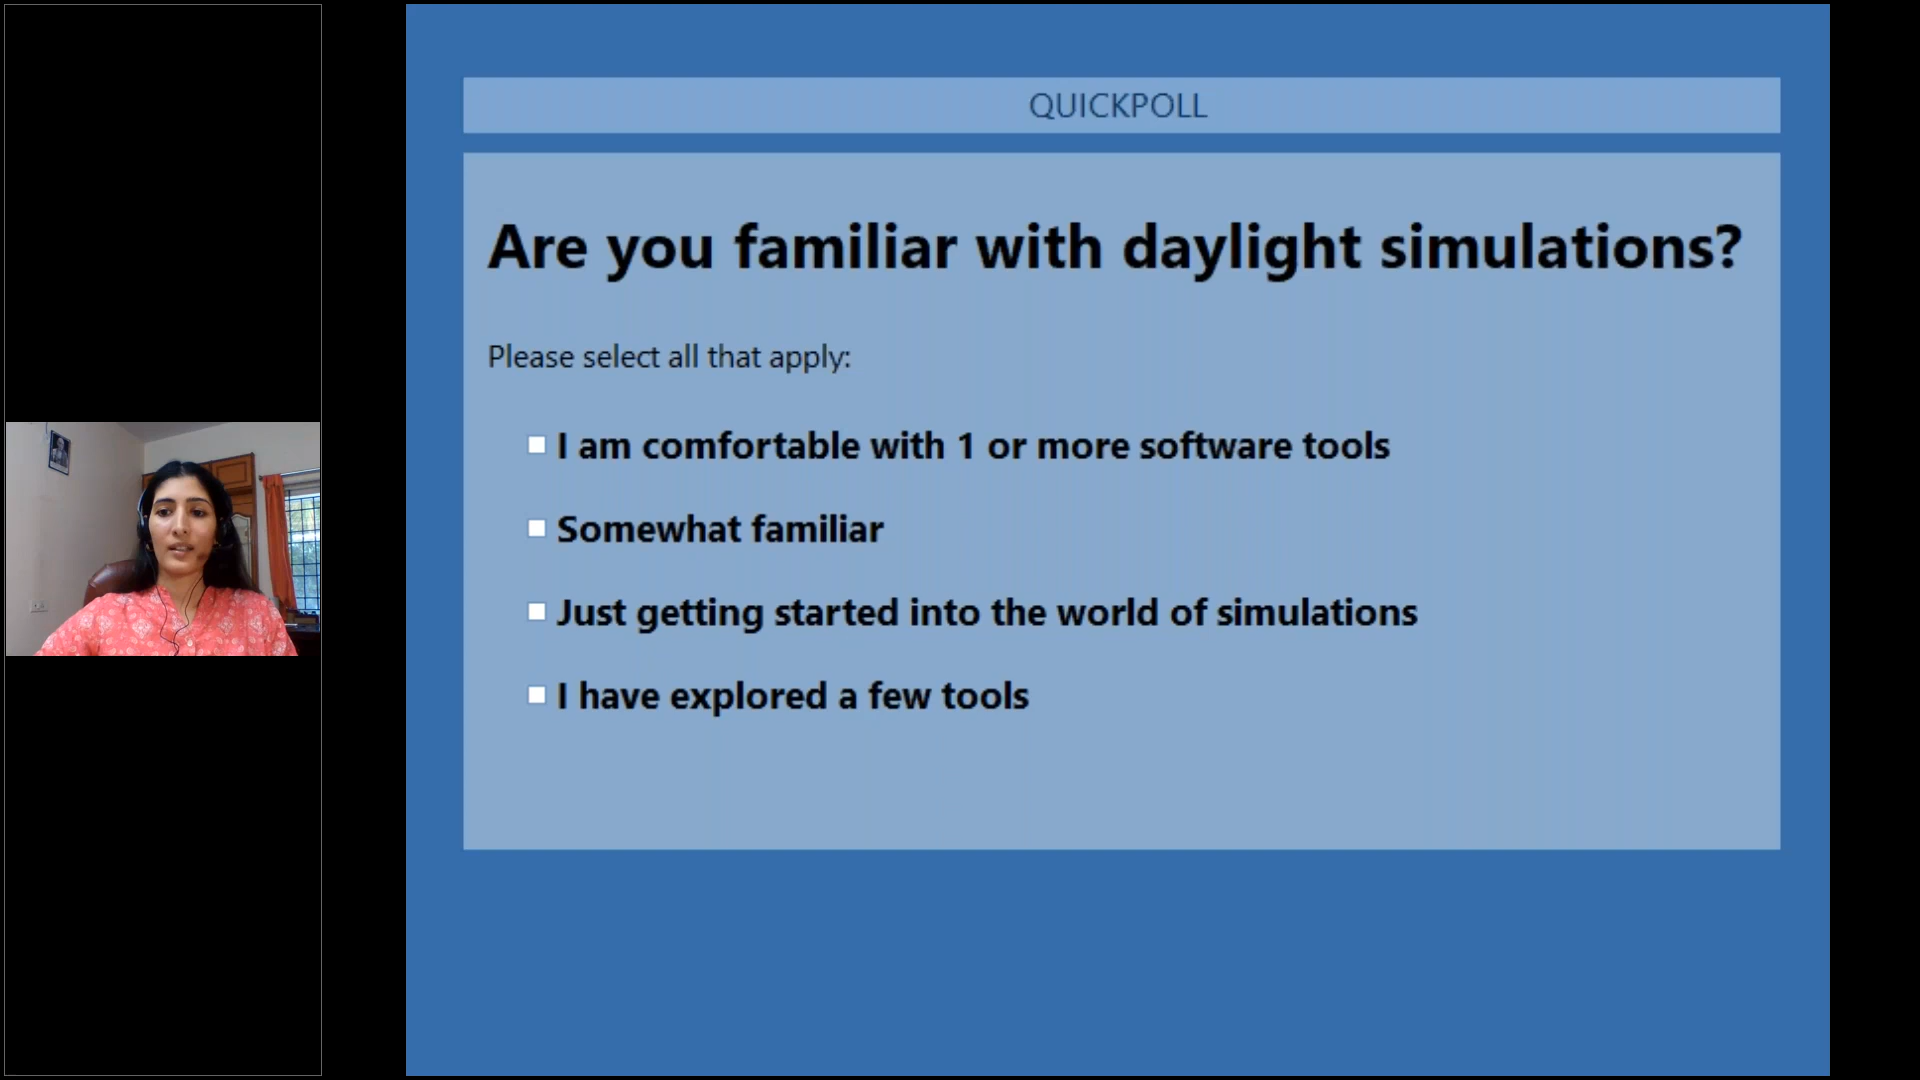 QUICKPOLL
Are you familiar with daylight simulations?
Please select all that apply:
I am comfortable with 1 or more software tools
Somewhat familiar
Just getting started into the world of simulations
I have explored a few tools